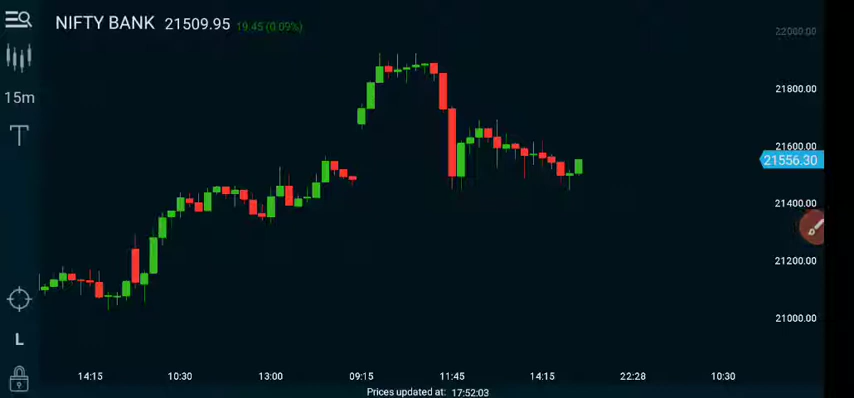 NIFTY BANK 21509.95 19.45 (0.09%)
22000.00
15m
21800.00
T
21600.00
21556.30
21400.00
21200.00
21000.00
L
14:15 10:30 13:00 09:15 11:45 14:15 22:28 10:30
Prices updated at: 17:52:03